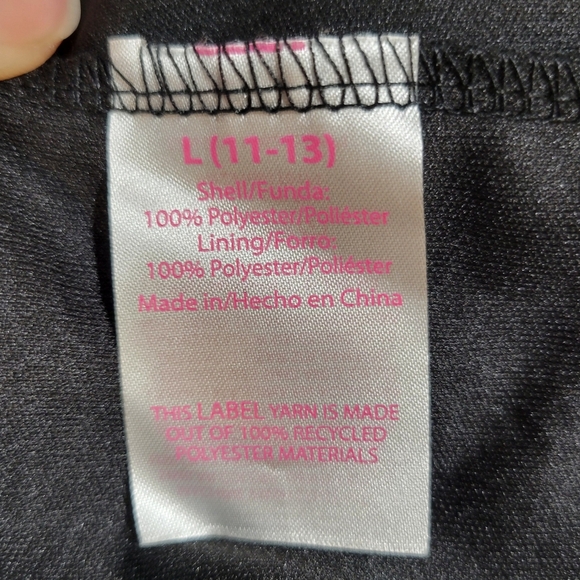 L (11-13)
Shell/Funda:
100% Polyester/Poliéster
Lining/Forro:
100% Polyester/Poliéster
Made in/Hecho en China
THIS LABEL YARN IS MADE
OUT OF 100% RECYCLED
POLYESTER MATERIALS